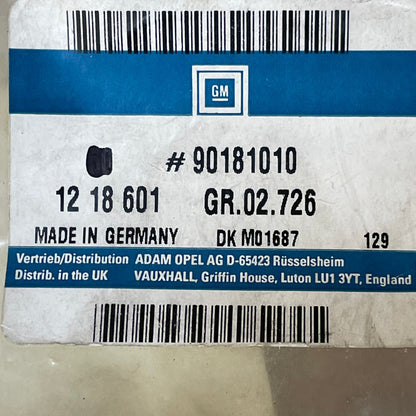 GM
# 90181010
12 18 601 GR.02.726
MADE IN GERMANY DK M01687 129
Vertrieb/Distribution ADAM OPEL AG D-65423 Rüsselsheim
Distrib. in the UK VAUXHALL, Griffin House, Luton LU1 3YT, England